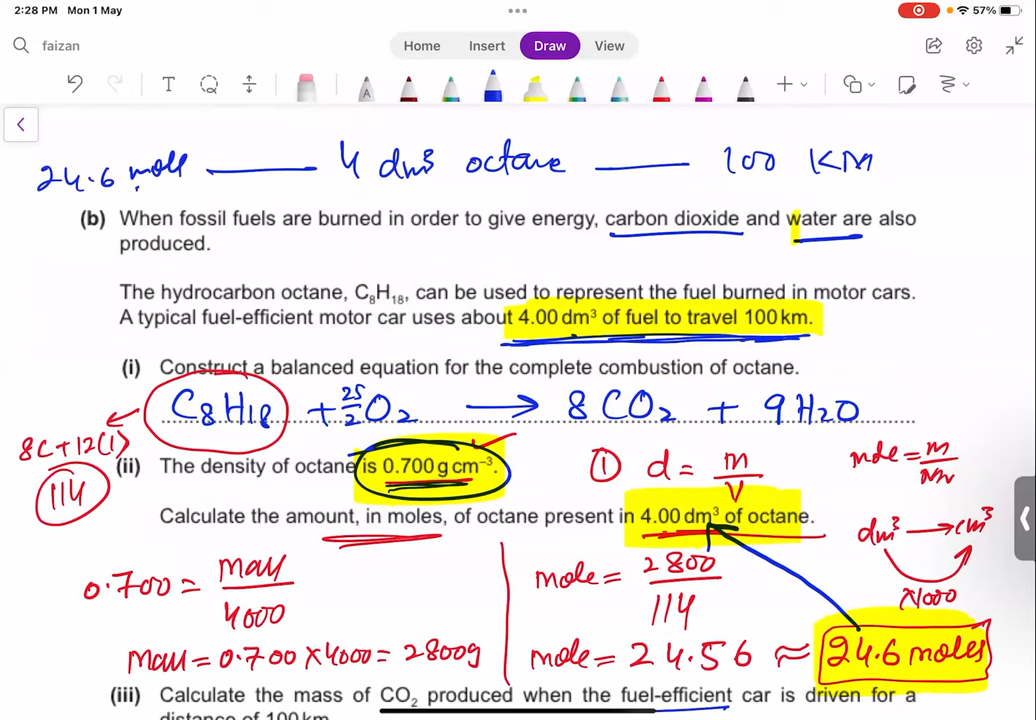 2:28 PM Mon 1 May
57%
faizan
Home Insert Draw View
T
A
24.6 mole 4 dm³ octane 100 KM
(b) When fossil fuels are burned in order to give energy, carbon dioxide and water are also
produced.
The hydrocarbon octane, C₈H₁₈, can be used to represent the fuel burned in motor cars.
A typical fuel-efficient motor car uses about 4.00 dm³ of fuel to travel 100 km.
(i) Construct a balanced equation for the complete combustion of octane.
C8H18 + 25/2 O2 → 8CO2 + 9H2O
8C+12(1)
114
(ii) The density of octane is 0.700 g cm⁻³.
① d = m/V
mole = m/Mr
Calculate the amount, in moles, of octane present in 4.00 dm³ of octane.
dm³ → cm³
×1000
0.700 = mass/4000
mole = 2800/114
mass = 0.700 × 4000 = 2800g
mole = 24.56 ≈ 24.6 moles
(iii) Calculate the mass of CO₂ produced when the fuel-efficient car is driven for a
distance of 100 km.